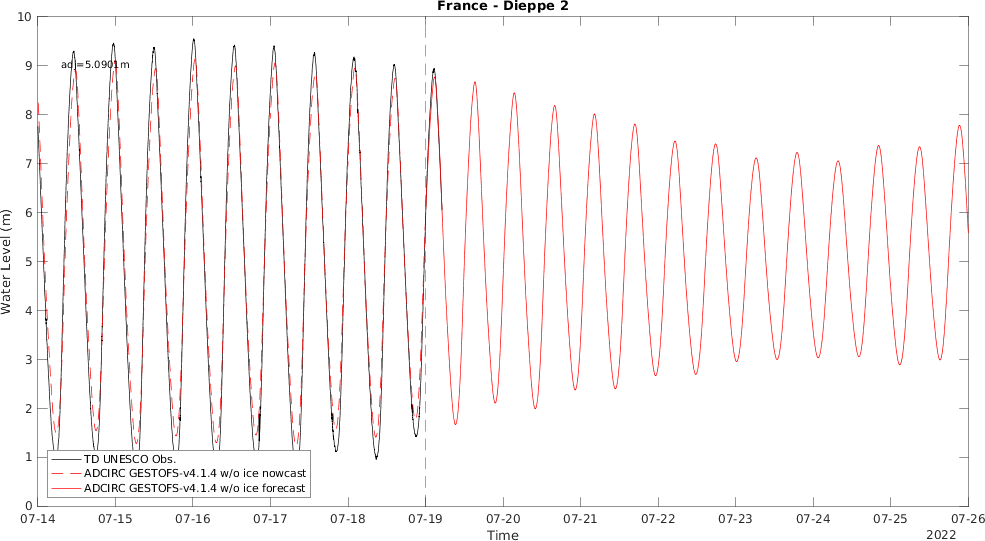 France - Dieppe 2
10
9
8
7
6
5
4
3
2
1
0
Water Level (m)
adj=5.0901m
TD UNESCO Obs.
ADCIRC GESTOFS-v4.1.4 w/o ice nowcast
ADCIRC GESTOFS-v4.1.4 w/o ice forecast
07-14 07-15 07-16 07-17 07-18 07-19 07-20 07-21 07-22 07-23 07-24 07-25 07-26
Time
2022